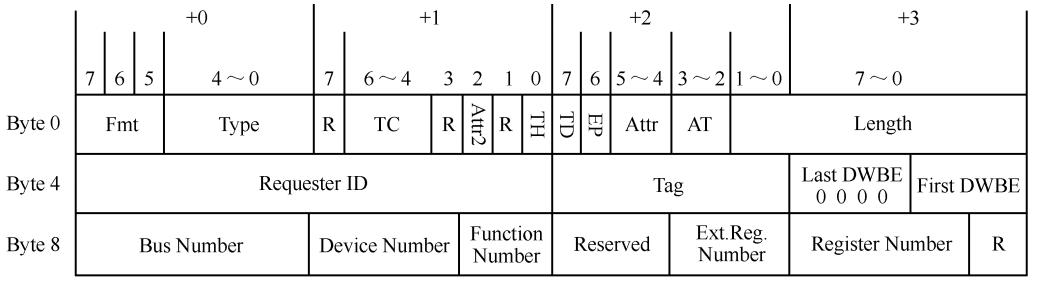 +0 +1 +2 +3
7 6 5 4～0 7 6～4 3 2 1 0 7 6 5～4 3～2 1～0 7～0
Byte 0 Fmt Type R TC R Attr2 R TH TD EP Attr AT Length
Byte 4 Requester ID Tag Last DWBE First DWBE
0 0 0 0
Byte 8 Bus Number Device Number Function Number Reserved Ext.Reg. Number Register Number R